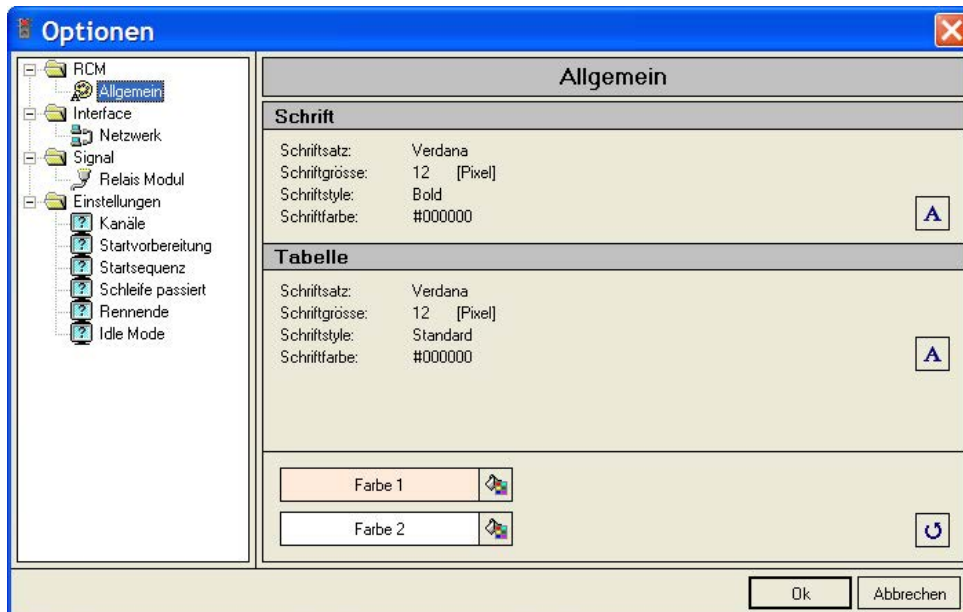 Optionen
RCM
Allgemein
Interface
Netzwerk
Signal
Relais Modul
Einstellungen
Kanäle
Startvorbereitung
Startsequenz
Schleife passiert
Rennende
Idle Mode
Allgemein
Schrift
Schriftsatz: Verdana
Schriftgrösse: 12 [Pixel]
Schriftstyle: Bold
Schriftfarbe: #000000
A
Tabelle
Schriftsatz: Verdana
Schriftgrösse: 12 [Pixel]
Schriftstyle: Standard
Schriftfarbe: #000000
A
Farbe 1
Farbe 2
Ok Abbrechen